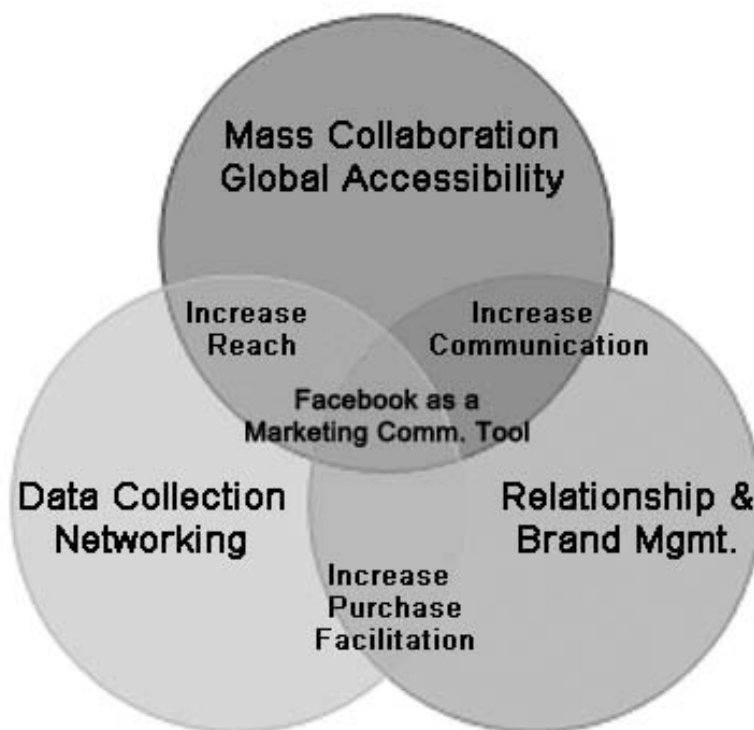 Mass Collaboration
Global Accessibility
Increase
Reach
Increase
Communication
Facebook as a
Marketing Comm. Tool
Data Collection
Networking
Relationship &
Brand Mgmt.
Increase
Purchase
Facilitation